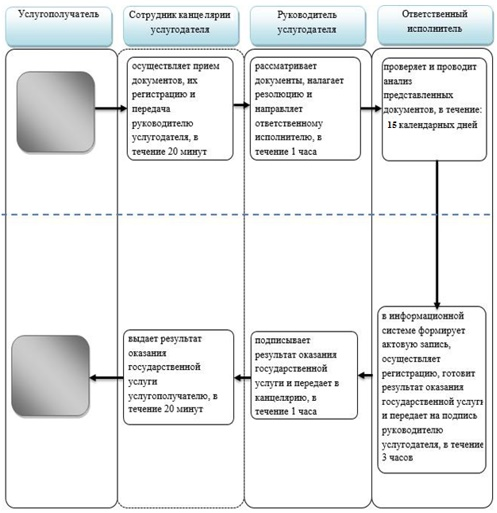 Услугополучатель
Сотрудник канцелярии
услугодателя
Руководитель
услугодателя
Ответственный
исполнитель
осуществляет прием
документов, их
регистрацию и
передача
руководителю
услугодателя, в
течение 20 минут
рассматривает
документы, налагает
резолюцию и
направляет
ответственному
исполнителю, в
течение 1 часа
проверяет и проводит
анализ
представленных
документов, в течение:
15 календарных дней
выдает результат
оказания
государственной
услуги
услугополучателю, в
течение 20 минут
подписывает
результат оказания
государственной
услуги и передает в
канцелярию, в
течение 1 часа
в информационной
системе формирует
актовую запись,
осуществляет
регистрацию, готовит
результат оказания
государственной услуги
и передает на подпись
руководителю
услугодателя, в течение
3 часов